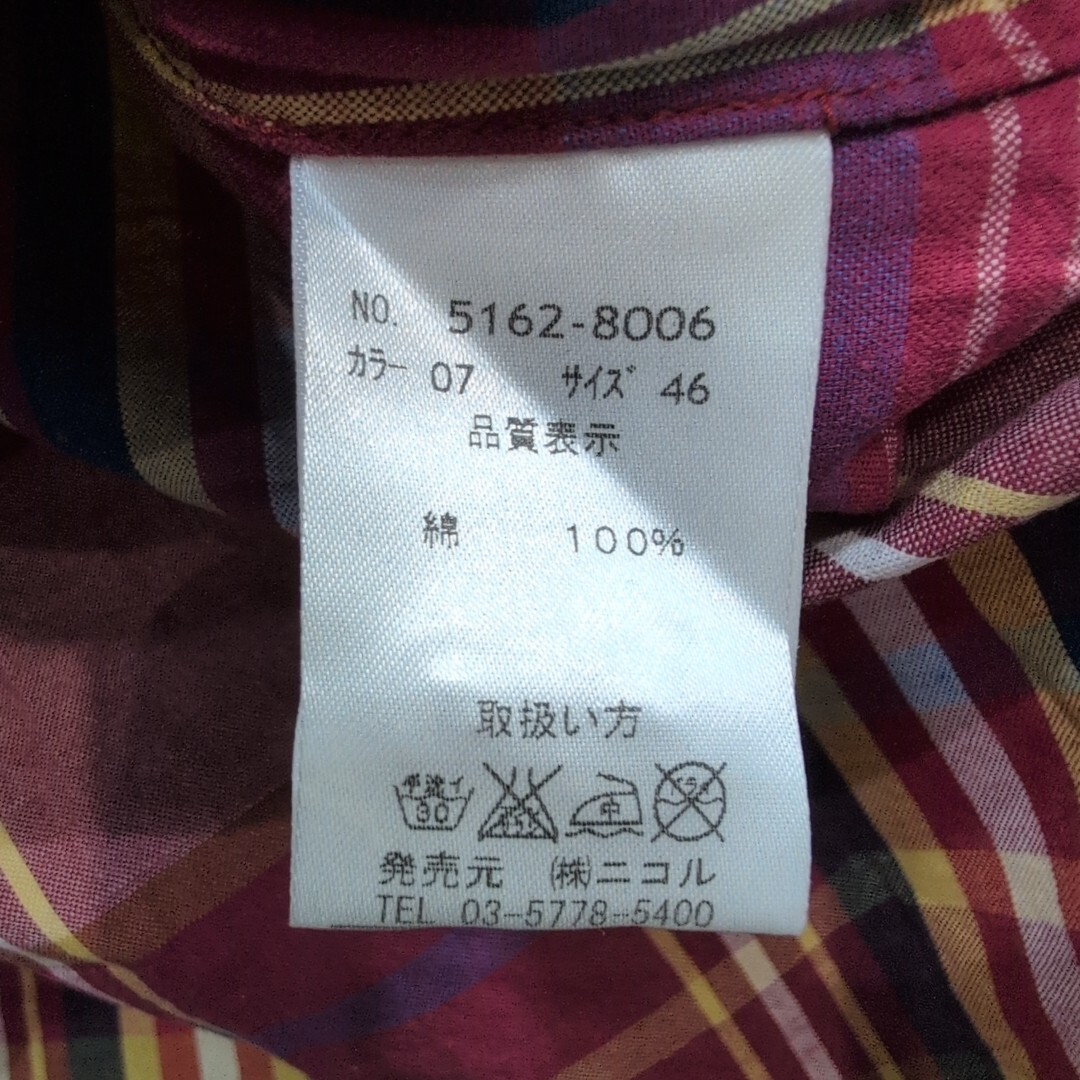 NO. 5162-8006
カラー 07 サイズ 46
品質表示
綿 100%
取扱い方
手洗イ
30
中
発売元 (株)ニコル
TEL 03-5778-5400